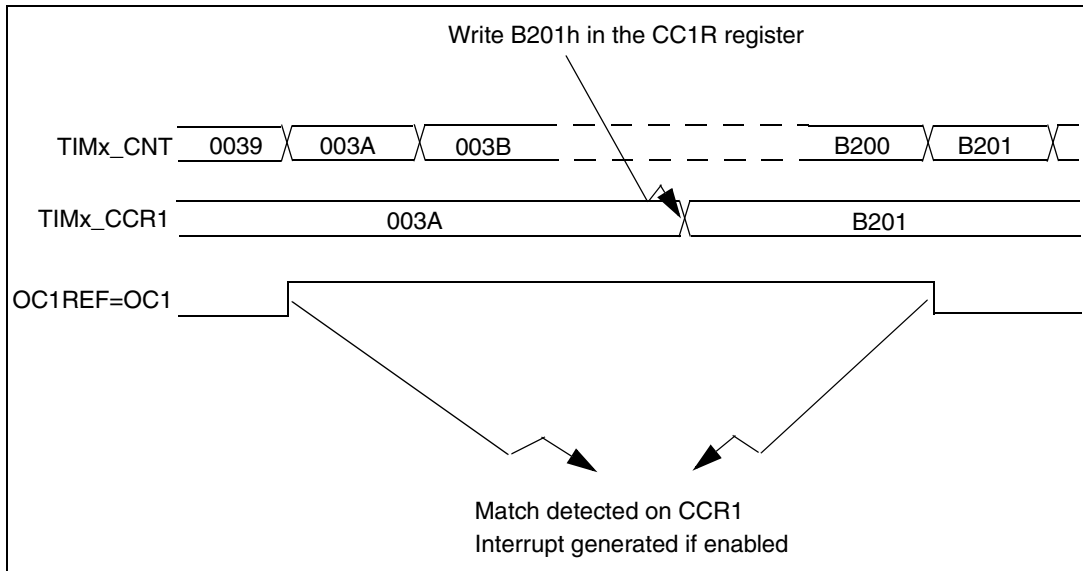 Write B201h in the CC1R register
TIMx_CNT 0039 003A 003B B200 B201
TIMx_CCR1 003A B201
OC1REF=OC1
Match detected on CCR1
Interrupt generated if enabled